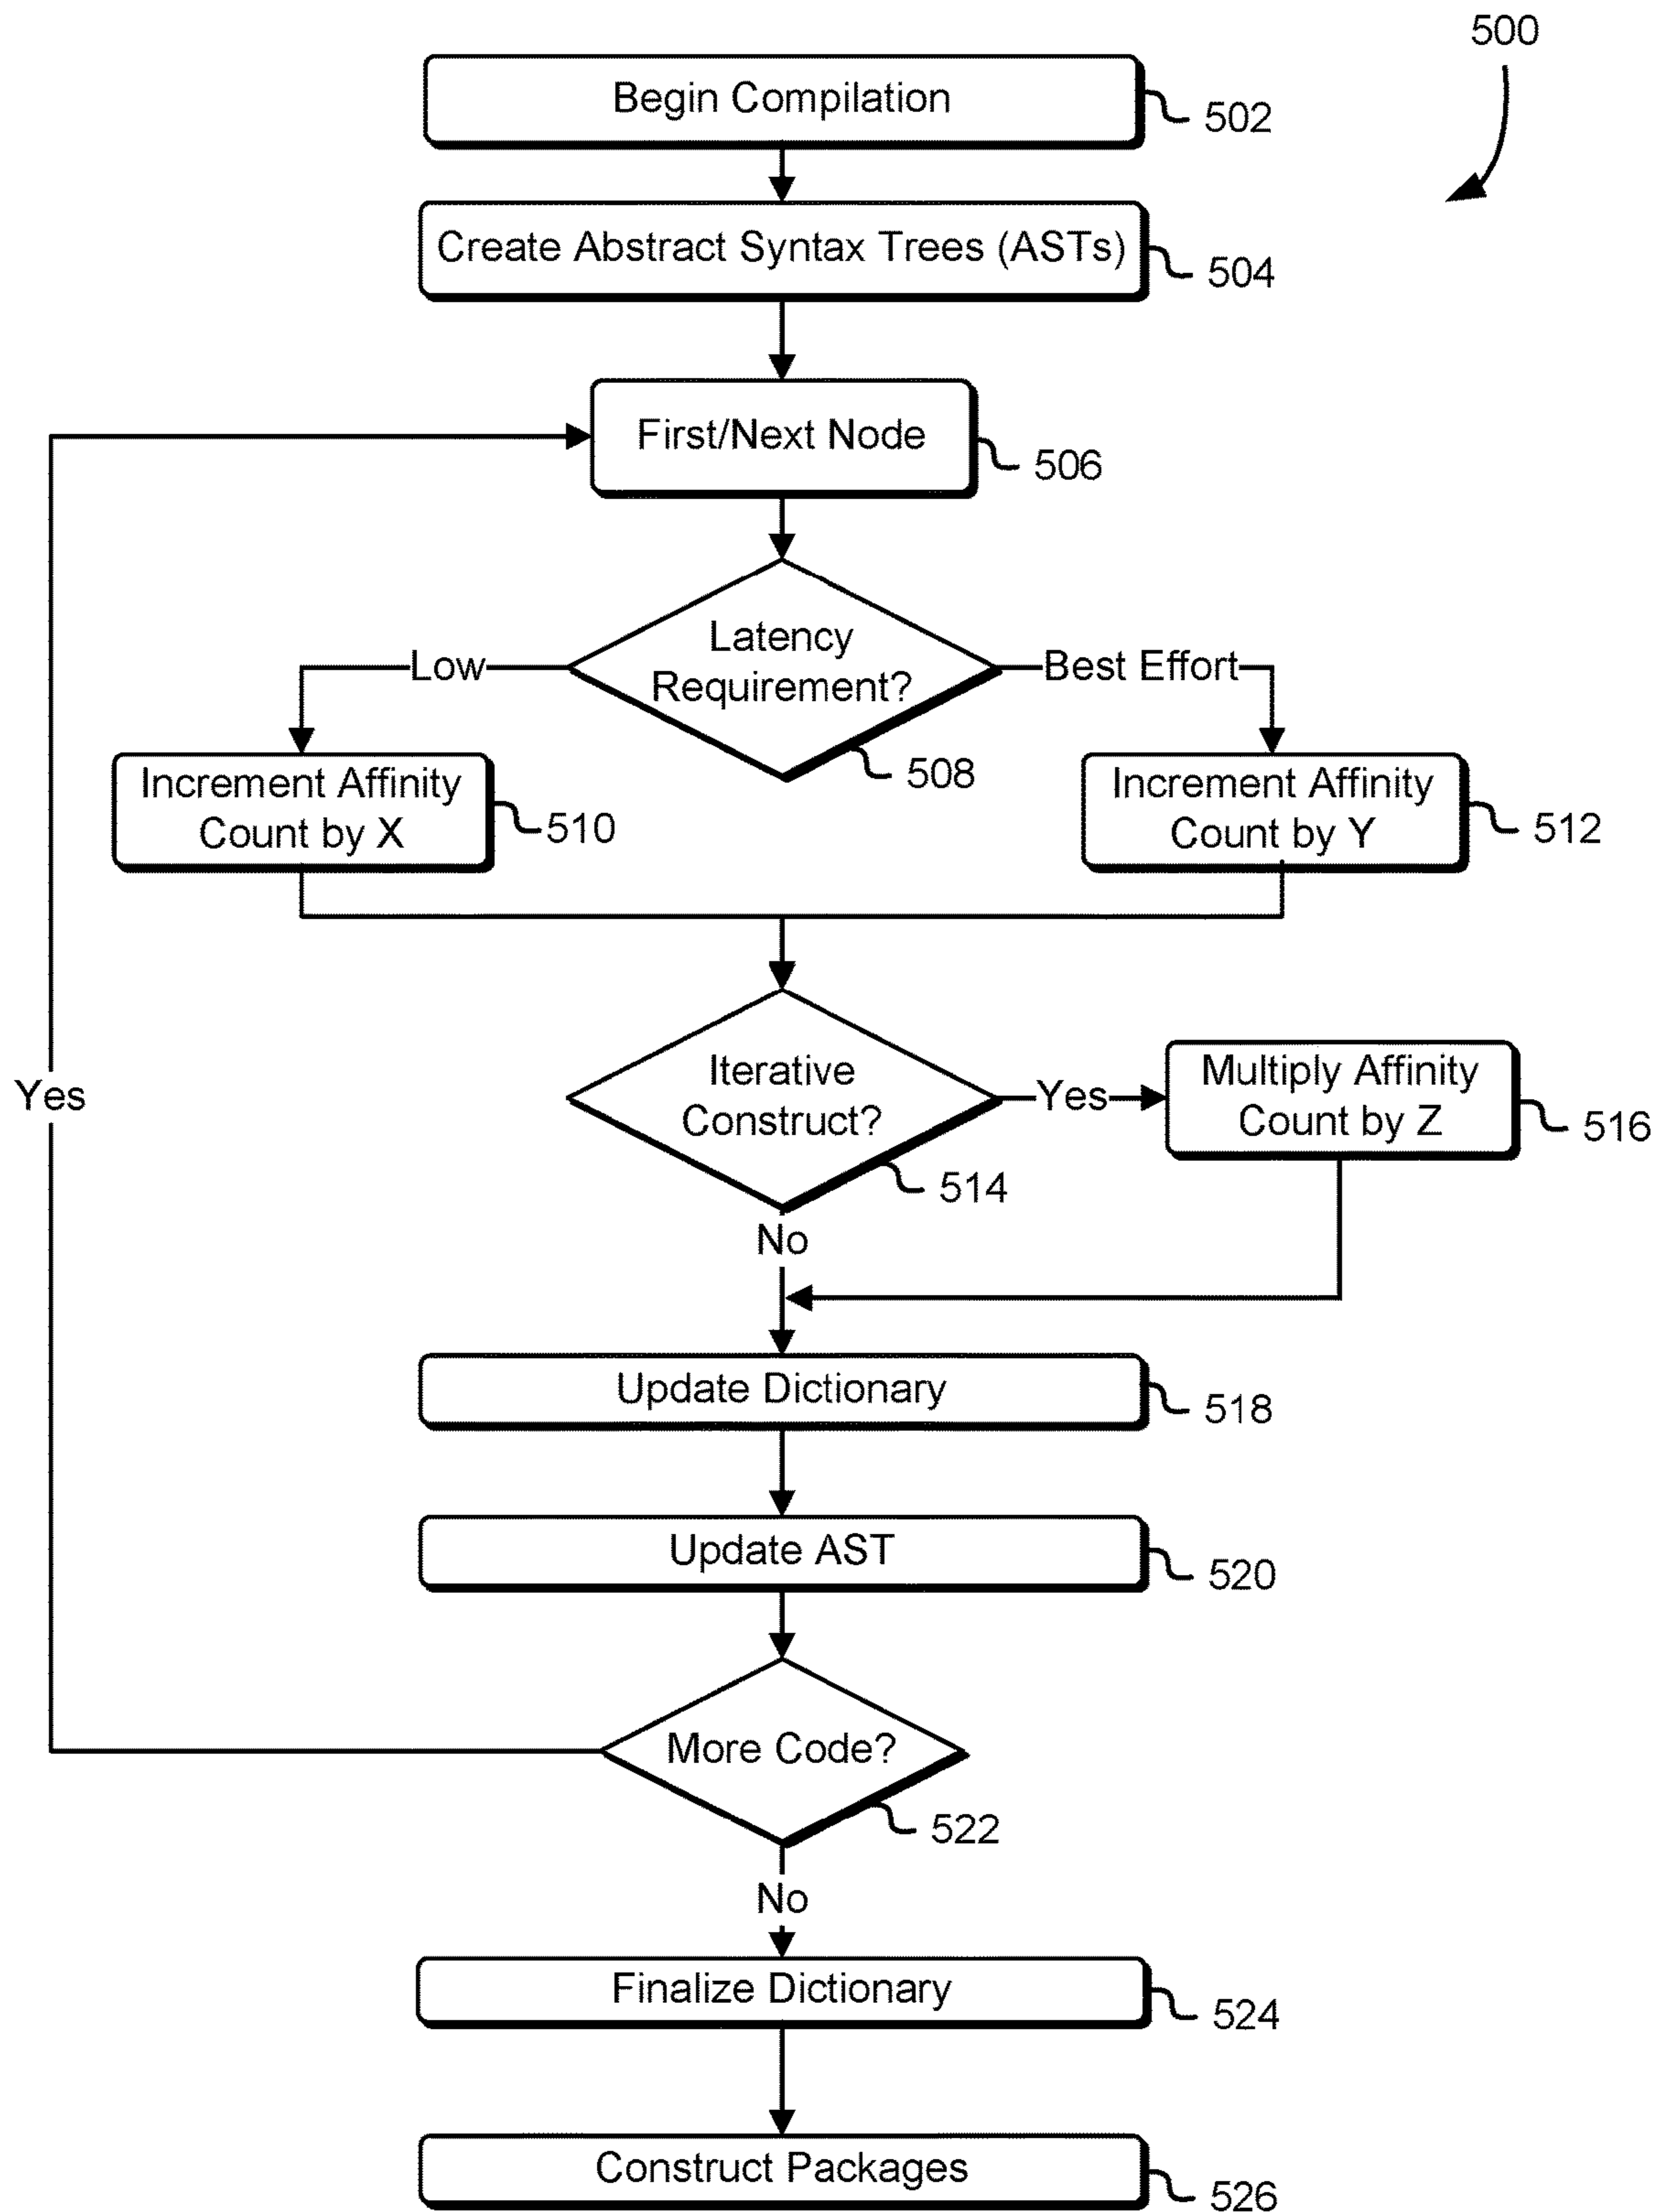 500
Begin Compilation
502
Create Abstract Syntax Trees (ASTs)
504
First/Next Node
506
Latency
Requirement?
508
Low
Best Effort
Increment Affinity
Count by X
510
Increment Affinity
Count by Y
512
Iterative
Construct?
514
Yes
Multiply Affinity
Count by Z
516
Yes
No
Update Dictionary
518
Update AST
520
More Code?
522
No
Finalize Dictionary
524
Construct Packages
526